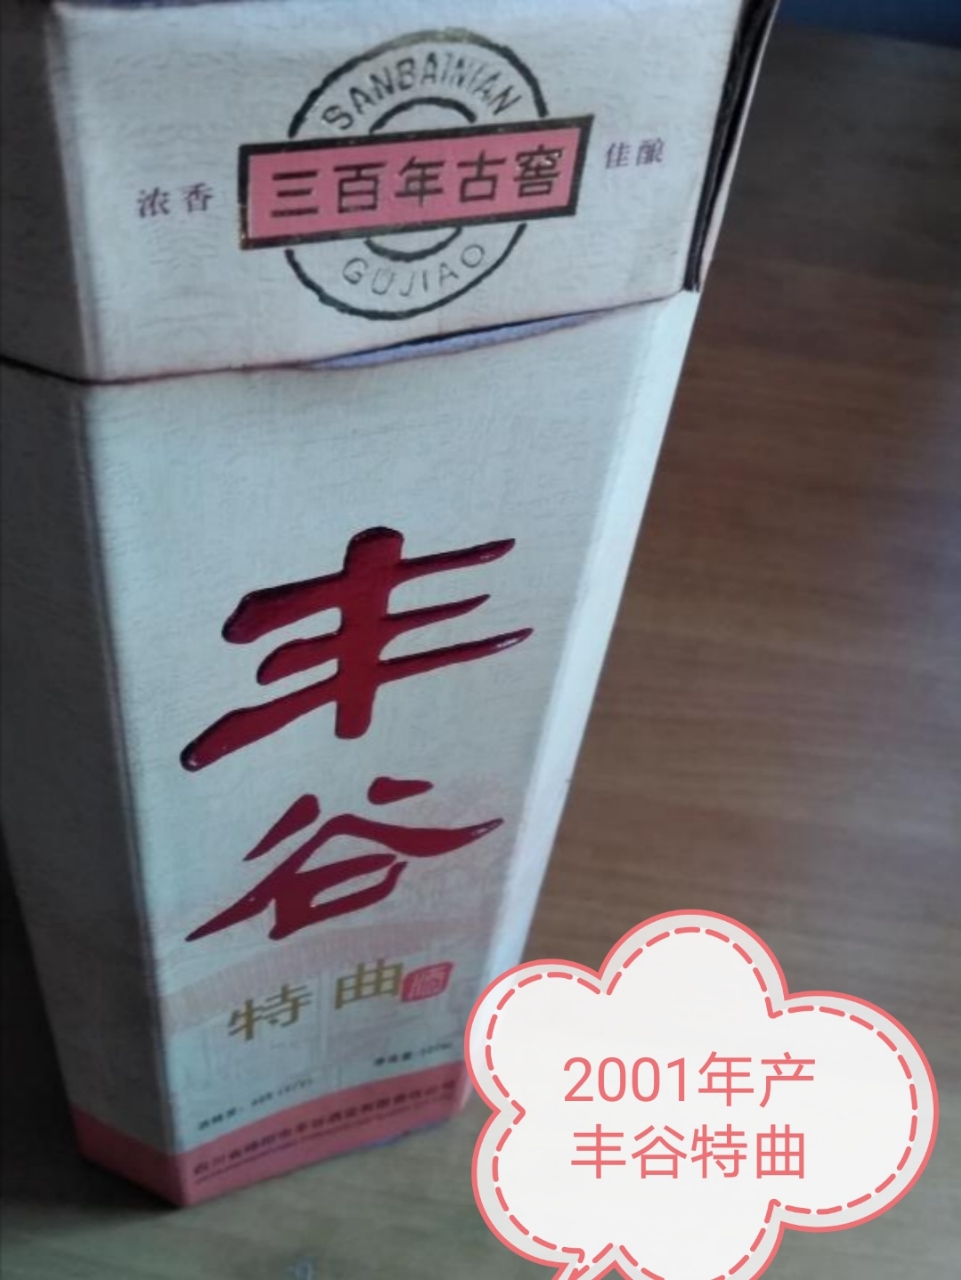 SANBAINIAN
浓香
三百年古窖
佳酿
GUJIAO
丰
谷
特曲
2001年产
丰谷特曲